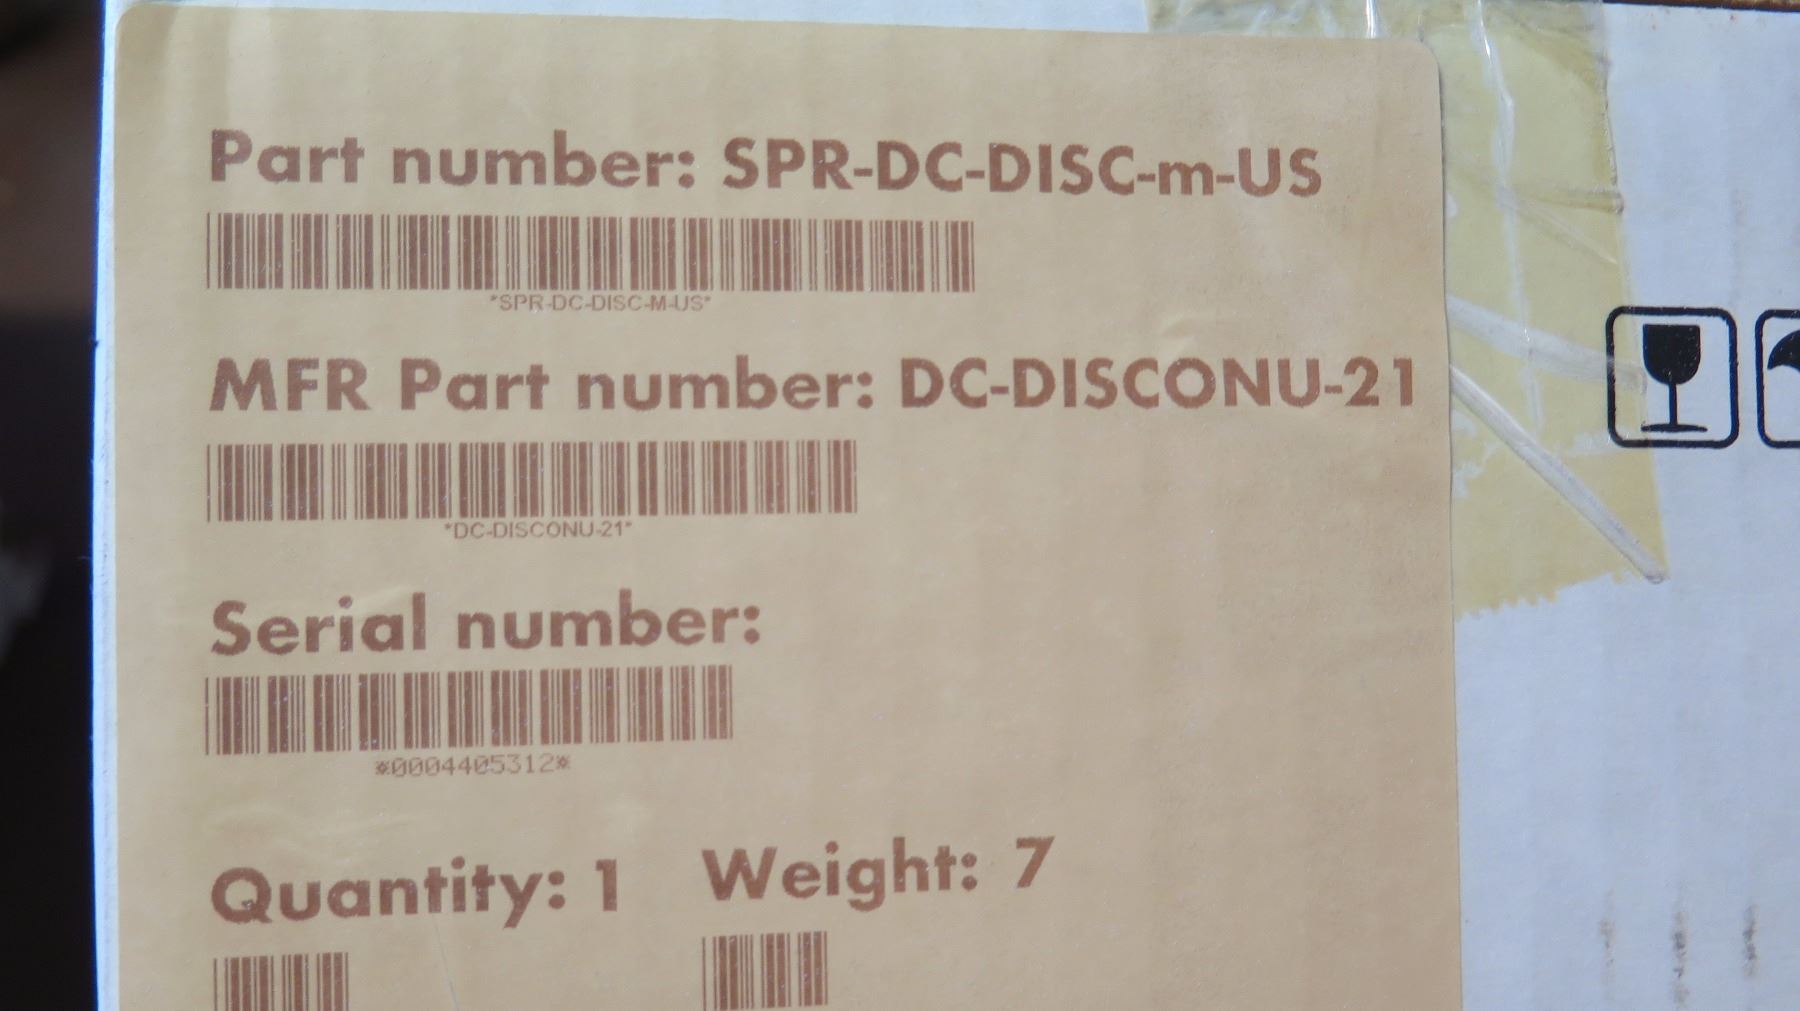 Part number: SPR-DC-DISC-m-US
*SPR-DC-DISC-M-US*
MFR Part number: DC-DISCONU-21
*DC-DISCONU-21*
Serial number:
*0004405312*
Quantity: 1 Weight: 7